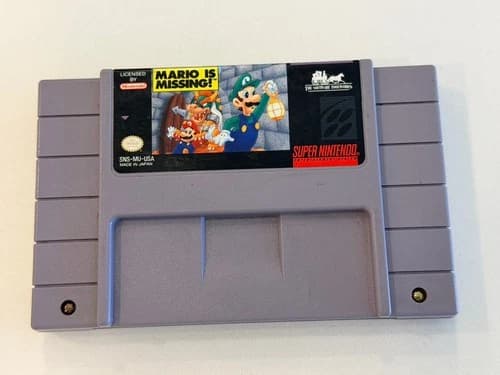 LICENSED
BY
Nintendo
MARIO IS
MISSING!
SNS-MU-USA
MADE IN JAPAN
THE SOFTWARE TOOLWORKS
SUPER NINTENDO